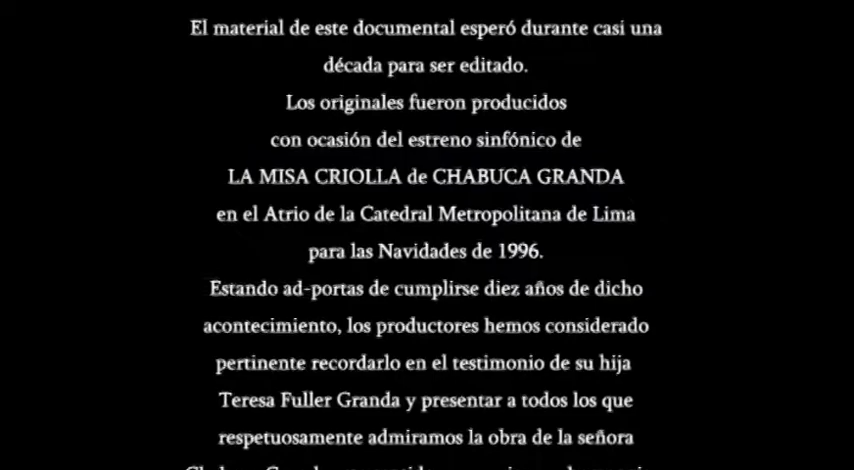 El material de este documental esperó durante casi una
década para ser editado.
Los originales fueron producidos
con ocasión del estreno sinfónico de
LA MISA CRIOLLA de CHABUCA GRANDA
en el Atrio de la Catedral Metropolitana de Lima
para las Navidades de 1996.
Estando ad-portas de cumplirse diez años de dicho
acontecimiento, los productores hemos considerado
pertinente recordarlo en el testimonio de su hija
Teresa Fuller Granda y presentar a todos los que
respetuosamente admiramos la obra de la señora